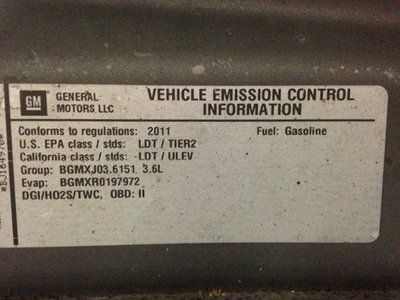 GM GENERAL MOTORS LLC
VEHICLE EMISSION CONTROL INFORMATION
Conforms to regulations: 2011 Fuel: Gasoline
U.S. EPA class / stds: LDT / TIER2
California class / stds: LDT / ULEV
Group: BGMXJ03.6151 3.6L
Evap: BGMXR0197972
DGI/HO2S/TWC, OBD: II